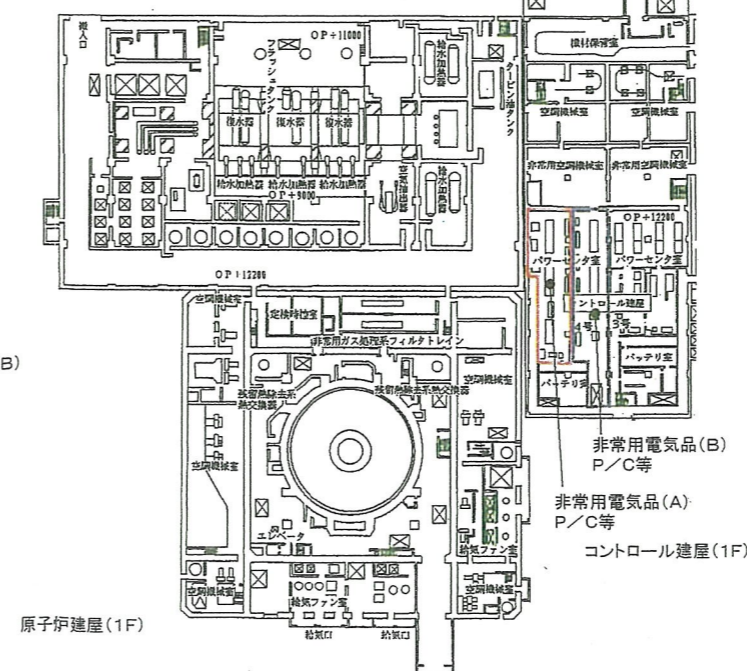 搬入口
OP+11000
フラッシュタンク
給水加熱器
タービン油タンク
機材保管室
復水器
復水器
復水器
空調機械室
空調機械室
非常用空調機械室
非常用空調機械室
給水加熱器
給水加熱器
給水加熱器
OP+9000
空気抽出器
給水加熱器
OP+12200
パワーセンタ室
パワーセンタ室
OP+12200
空調機械室
定検時位室
コントロール建屋
4号
3号
非常用ガス処理系フィルタトレイン
バッテリ室
バッテリ室
B)
残留熱除去系
熱交換器
残留熱除去系熱交換器
空調機械室
空調機械室
非常用電気品(B)
P/C等
非常用電気品(A)
P/C等
エレベータ
給気ファン室
コントロール建屋(1F)
空調機械室
給気ファン室
空調機械室
原子炉建屋(1F)
給気口
給気口